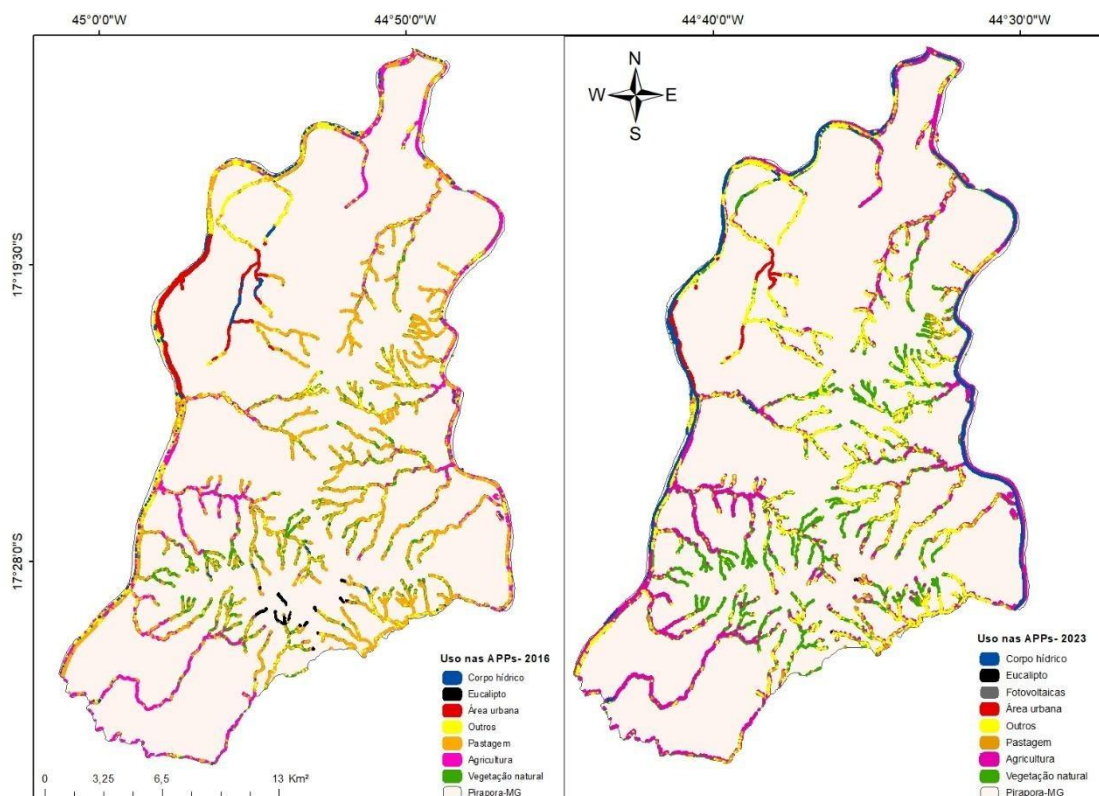 45°0'0"W
44°50'0"W
44°40'0"W
44°30'0"W
N
W E
S
17°19'30"S
17°28'0"S
Uso nas APPs- 2016
Corpo hídrico
Eucalipto
Área urbana
Outros
Pastagem
Agricultura
Vegetação natural
Pirapora-MG
0 3,25 6,5 13 Km²
Uso nas APPs- 2023
Corpo hídrico
Eucalipto
Fotovoltaicas
Área urbana
Outros
Pastagem
Agricultura
Vegetação natural
Pirapora-MG